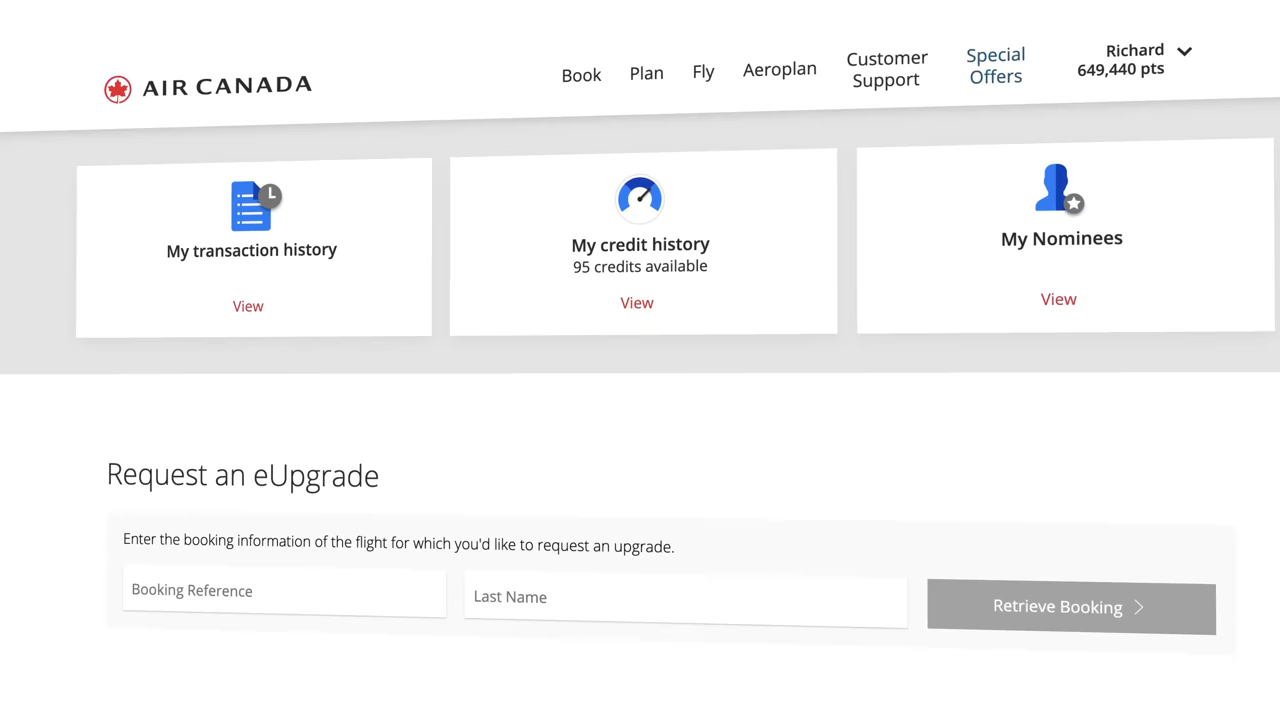 AIR CANADA
Book
Plan
Fly
Aeroplan
Customer
Support
Special
Offers
Richard
649,440 pts
My transaction history
View
My credit history
95 credits available
View
My Nominees
View
Request an eUpgrade
Enter the booking information of the flight for which you'd like to request an upgrade.
Booking Reference
Last Name
Retrieve Booking